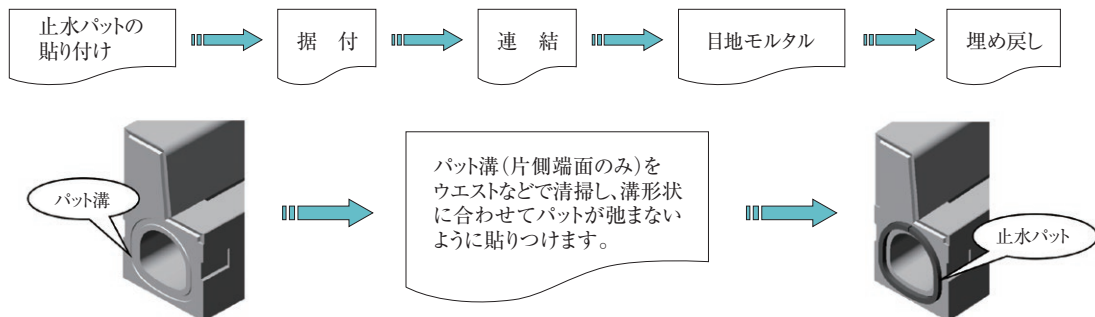 止水パットの
貼り付け
据　付
連　結
目地モルタル
埋め戻し
パット溝
パット溝（片側端面のみ）を
ウエストなどで清掃し、溝形状
に合わせてパットが弛まない
ように貼りつけます。
止水パット